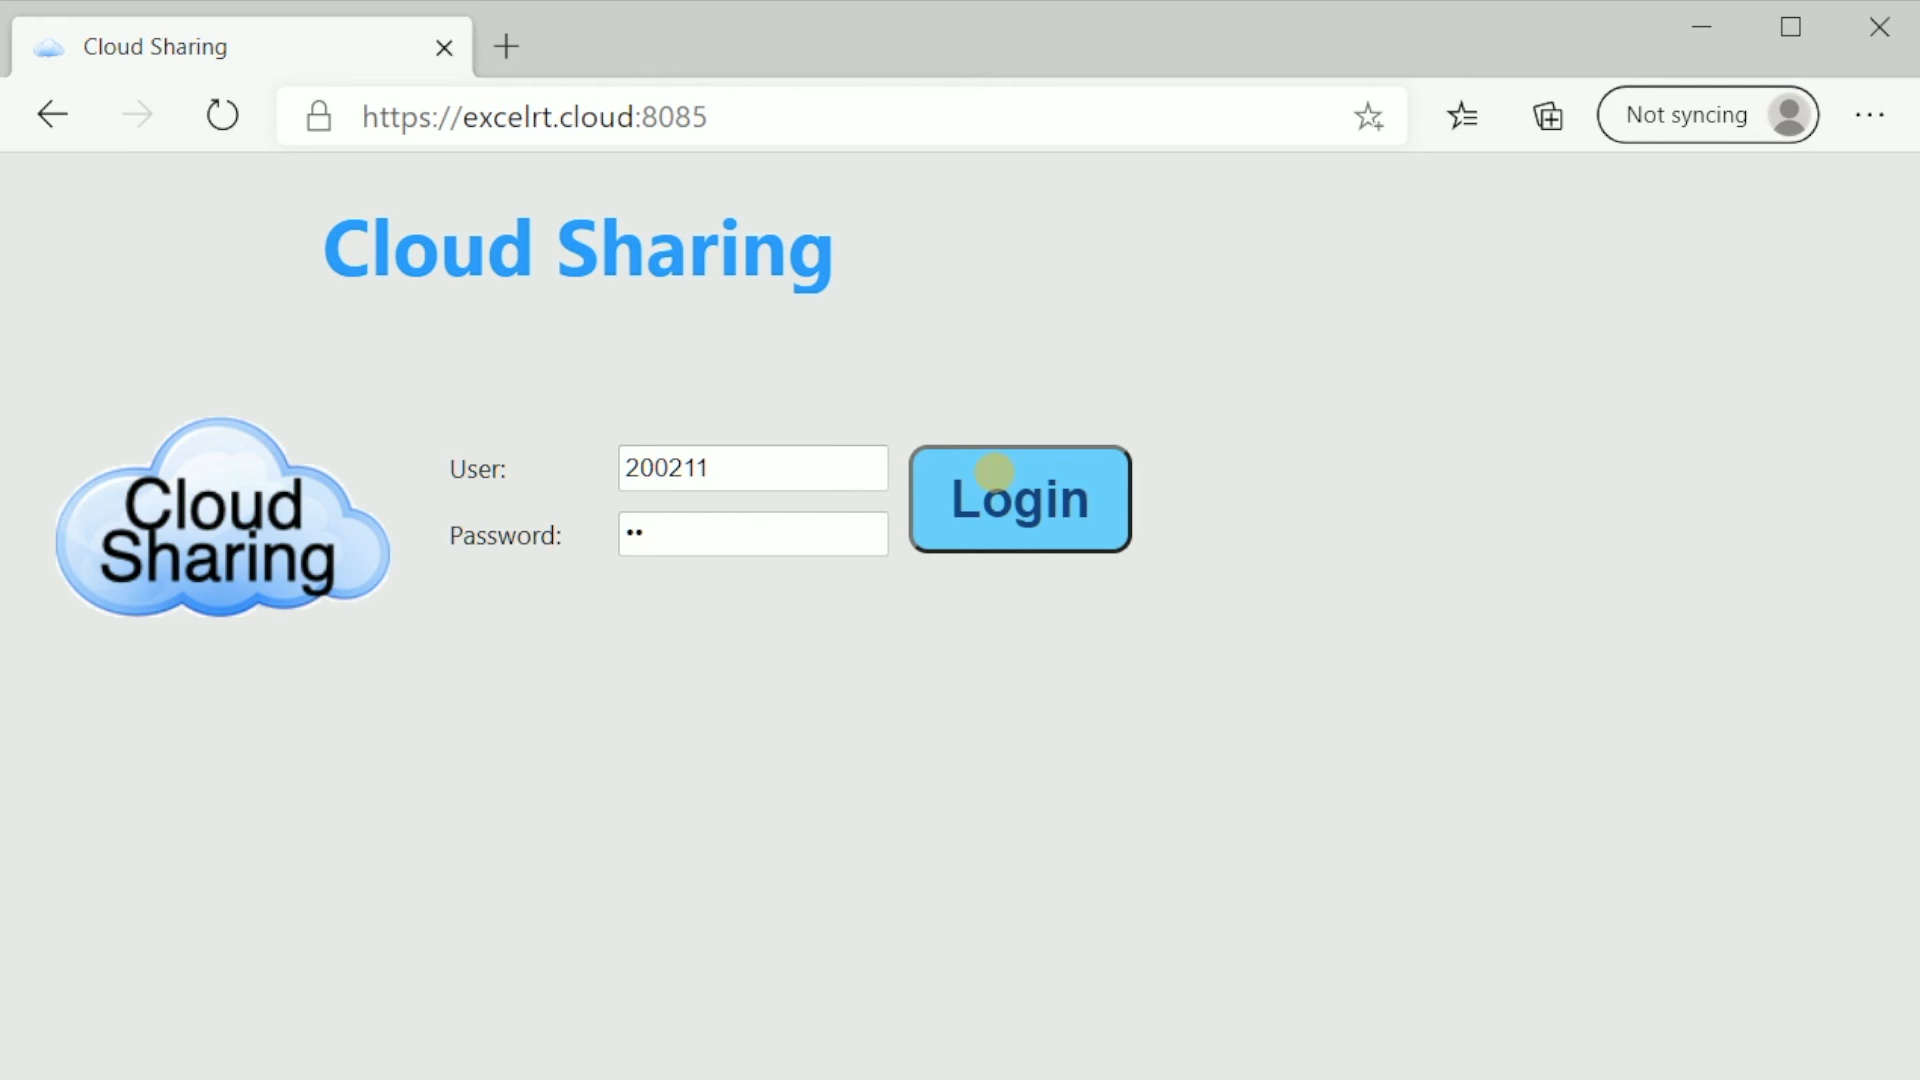 Cloud Sharing
https://excelrt.cloud:8085
Not syncing
Cloud Sharing
Cloud
Sharing
User:
200211
Login
Password:
••